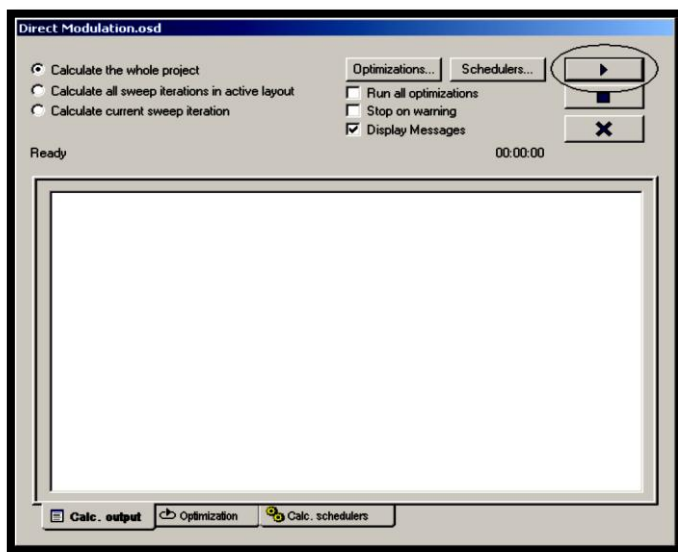 Direct Modulation.osd
Calculate the whole project
Calculate all sweep iterations in active layout
Calculate current sweep iteration
Optimizations...
Schedulers...
Run all optimizations
Stop on warning
Display Messages
Ready
00:00:00
Calc. output
Optimization
Calc. schedulers